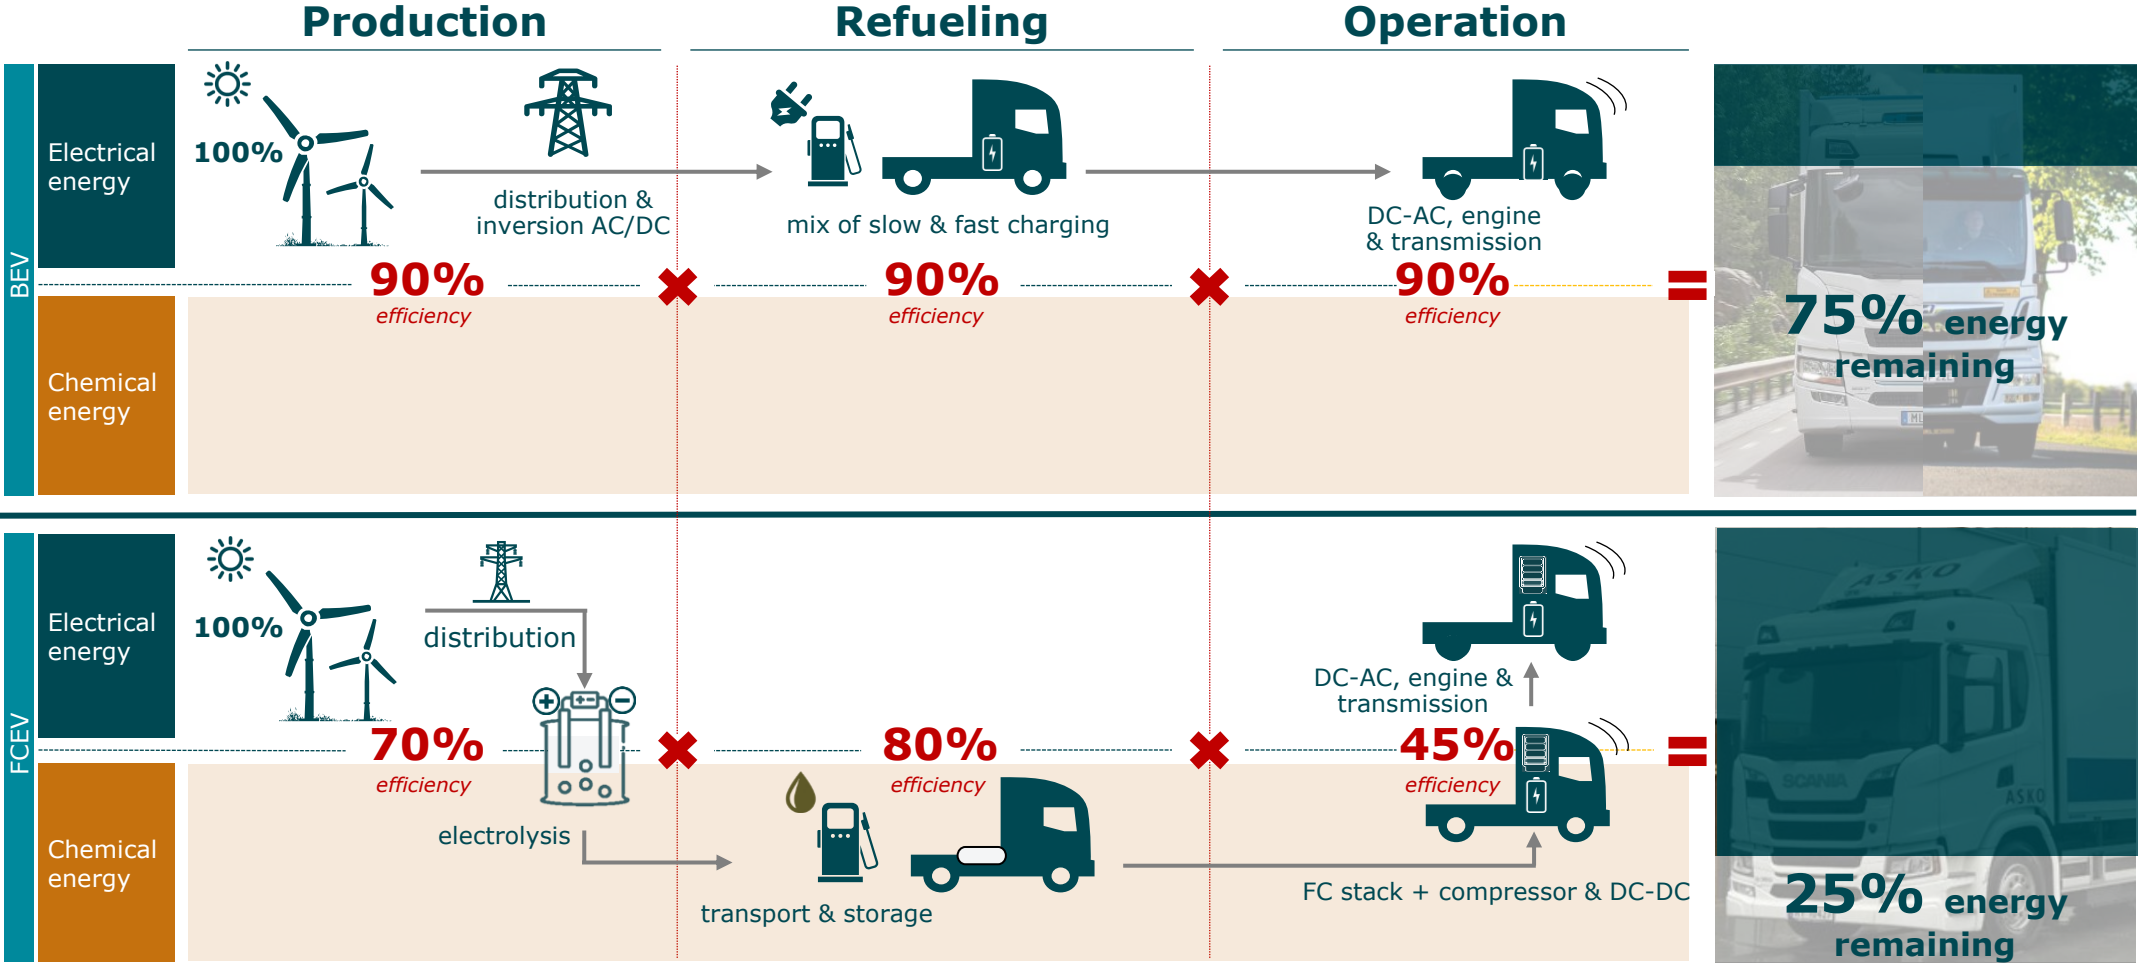 Production
Refueling
Operation
BEV
Electrical
energy
100%
distribution &
inversion AC/DC
mix of slow & fast charging
DC-AC, engine
& transmission
90%
efficiency
90%
efficiency
90%
efficiency
=
75% energy
remaining
Chemical
energy
FCEV
Electrical
energy
100%
distribution
DC-AC, engine &
transmission
70%
efficiency
80%
efficiency
45%
efficiency
=
electrolysis
transport & storage
FC stack + compressor & DC-DC
Chemical
energy
ASKO
SCANIA
ASKO
25% energy
remaining